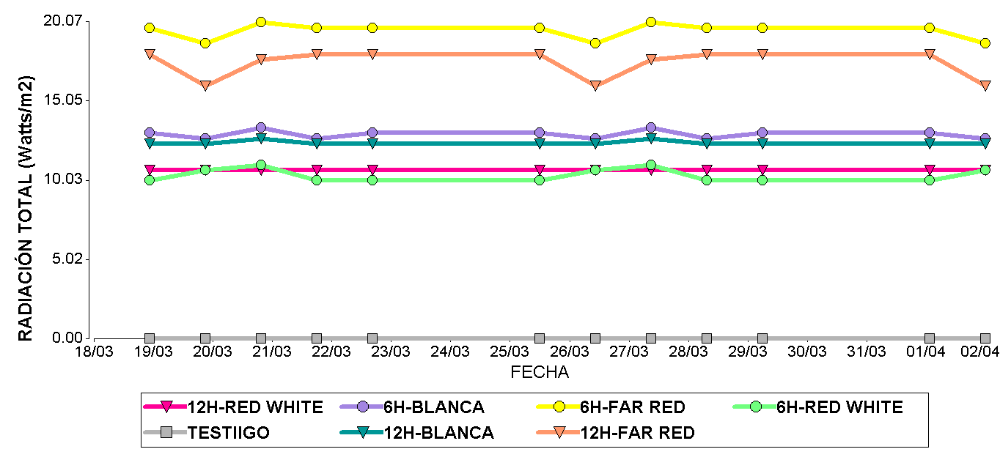 20.07
15.05
10.03
5.02
0.00
RADIACIÓN TOTAL (Watts/m2)
18/03 19/03 20/03 21/03 22/03 23/03 24/03 25/03 26/03 27/03 28/03 29/03 30/03 31/03 01/04 02/04
FECHA
12H-RED WHITE 6H-BLANCA 6H-FAR RED 6H-RED WHITE
TESTIIGO 12H-BLANCA 12H-FAR RED